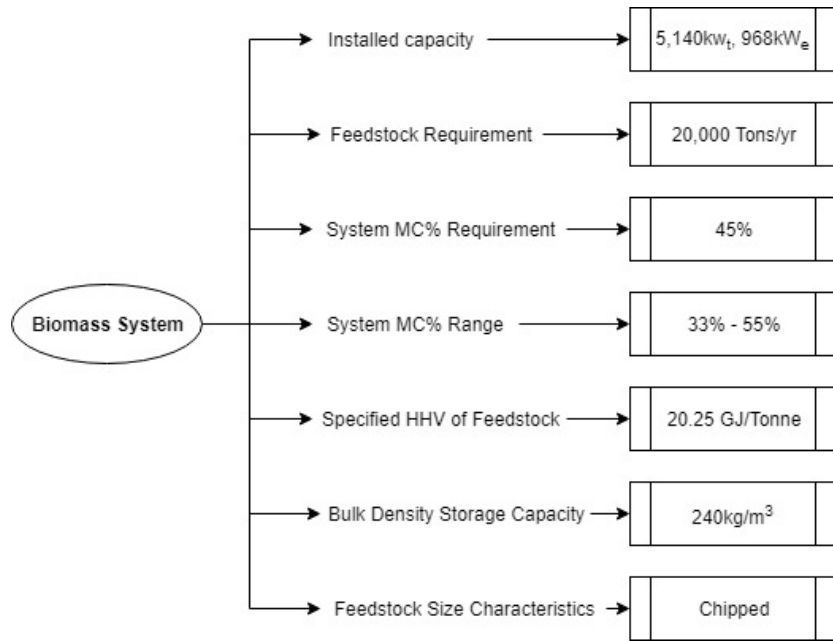 Installed capacity 5,140kwt, 968kWe
Feedstock Requirement 20,000 Tons/yr
System MC% Requirement 45%
Biomass System System MC% Range 33% - 55%
Specified HHV of Feedstock 20.25 GJ/Tonne
Bulk Density Storage Capacity 240kg/m³
Feedstock Size Characteristics Chipped